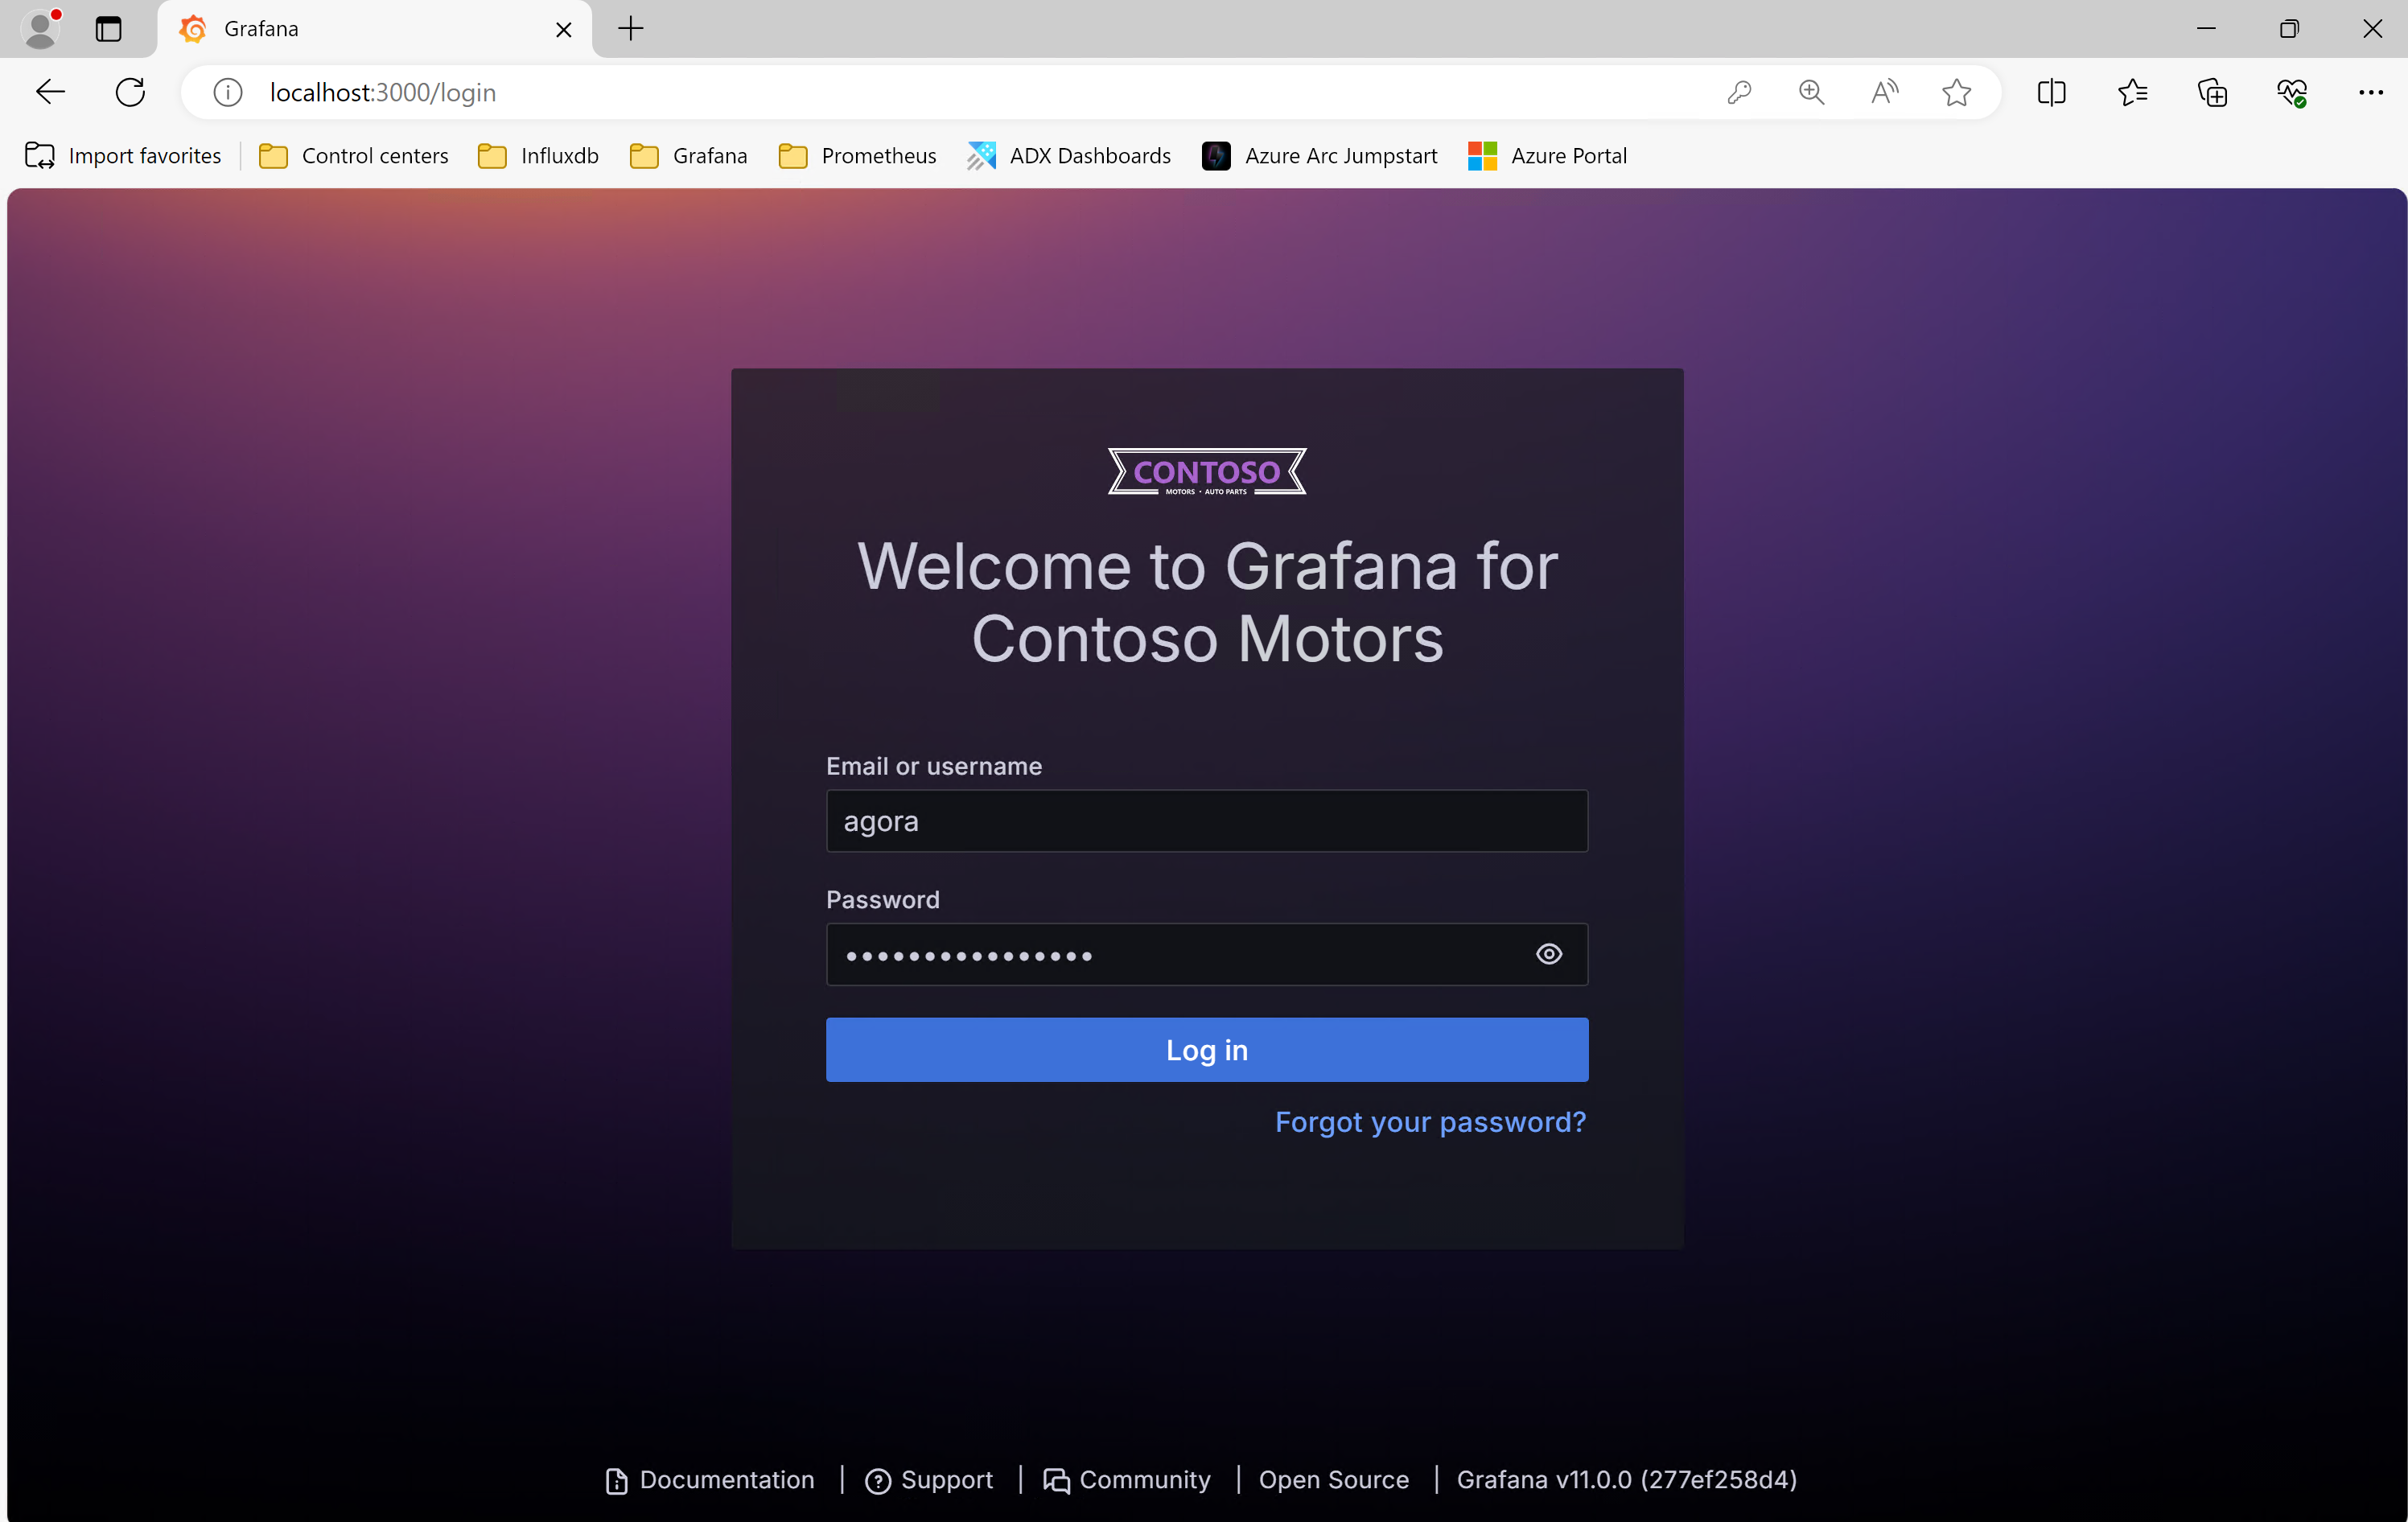 Grafana
localhost:3000/login
Import favorites
Control centers
Influxdb
Grafana
Prometheus
ADX Dashboards
Azure Arc Jumpstart
Azure Portal
CONTOSO
MOTORS • AUTO PARTS
Welcome to Grafana for
Contoso Motors
Email or username
agora
Password
Log in
Forgot your password?
Documentation | Support | Community | Open Source | Grafana v11.0.0 (277ef258d4)